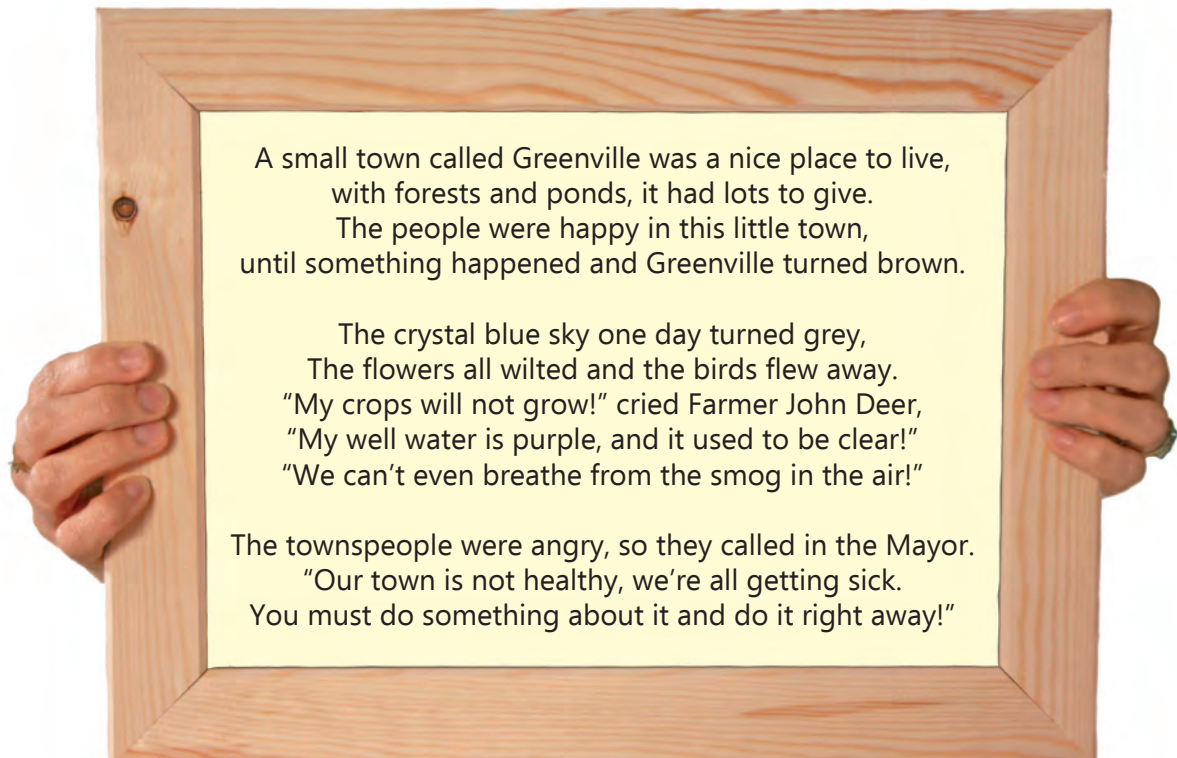 A small town called Greenville was a nice place to live,
with forests and ponds, it had lots to give.
The people were happy in this little town,
until something happened and Greenville turned brown.
The crystal blue sky one day turned grey,
The flowers all wilted and the birds flew away.
“My crops will not grow!” cried Farmer John Deer,
“My well water is purple, and it used to be clear!”
“We can’t even breathe from the smog in the air!”
The townspeople were angry, so they called in the Mayor.
“Our town is not healthy, we’re all getting sick.
You must do something about it and do it right away!”